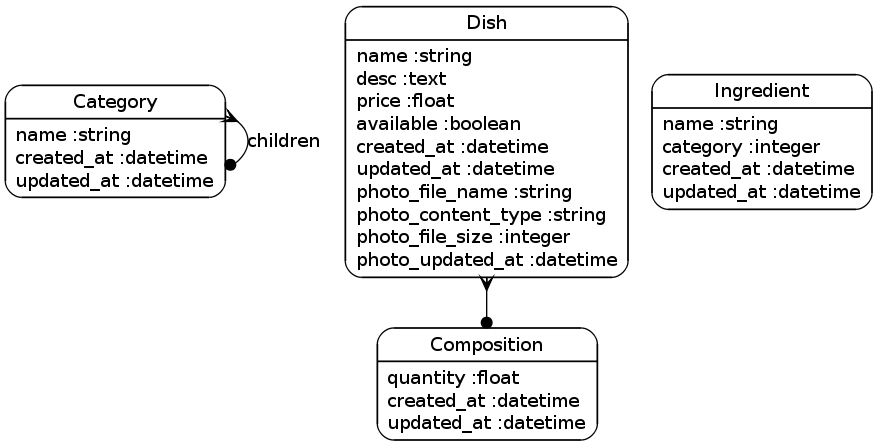 Category
name :string
created_at :datetime
updated_at :datetime
children
Dish
name :string
desc :text
price :float
available :boolean
created_at :datetime
updated_at :datetime
photo_file_name :string
photo_content_type :string
photo_file_size :integer
photo_updated_at :datetime
Composition
quantity :float
created_at :datetime
updated_at :datetime
Ingredient
name :string
category :integer
created_at :datetime
updated_at :datetime